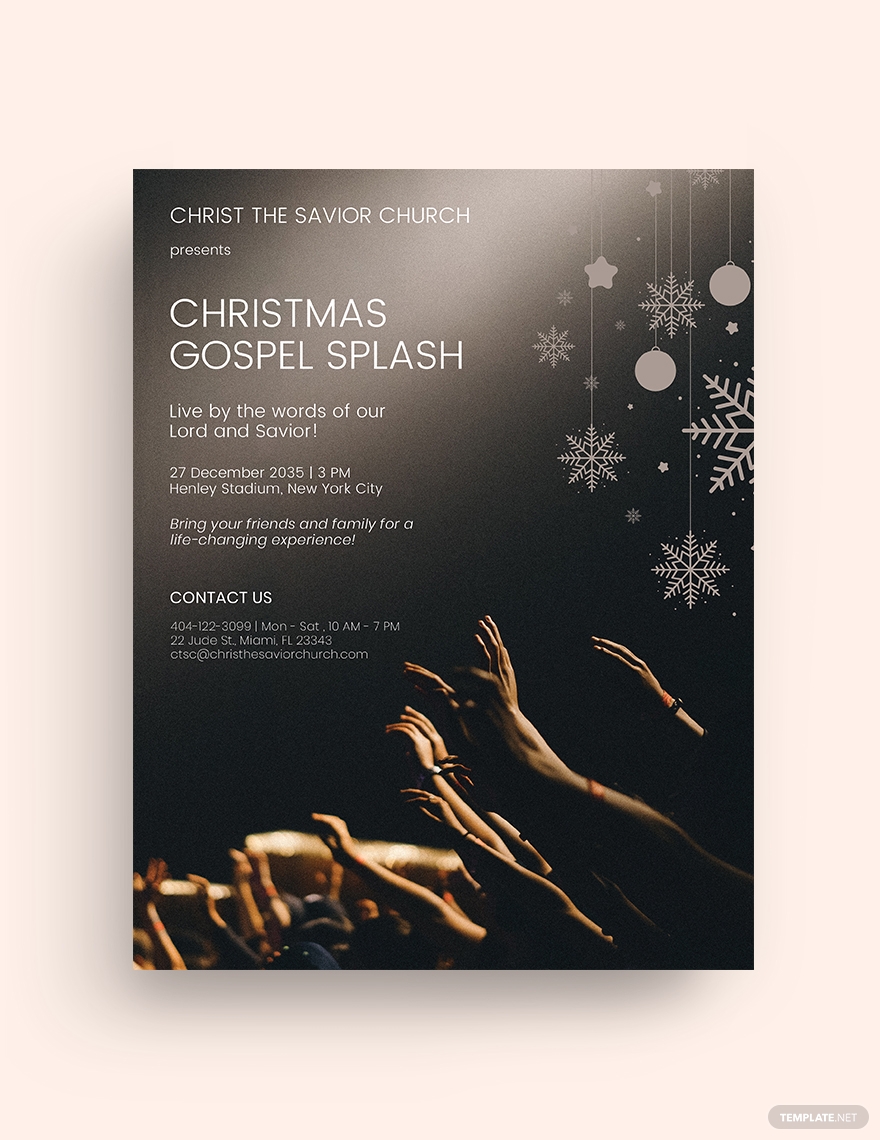 CHRIST THE SAVIOR CHURCH
presents
CHRISTMAS
GOSPEL SPLASH
Live by the words of our
Lord and Savior!
27 December 2035 | 3 PM
Henley Stadium, New York City
Bring your friends and family for a
life-changing experience!
CONTACT US
404-122-3099 | Mon - Sat , 10 AM - 7 PM
22 Jude St., Miami, FL 23343
ctsc@christhesaviorchurch.com
TEMPLATE.NET